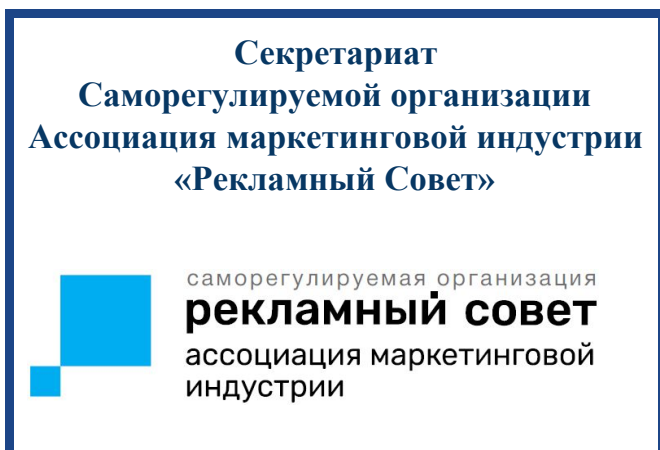 Секретариат
Саморегулируемой организации
Ассоциация маркетинговой индустрии
«Рекламный Совет»
саморегулируемая организация
рекламный совет
ассоциация маркетинговой
индустрии